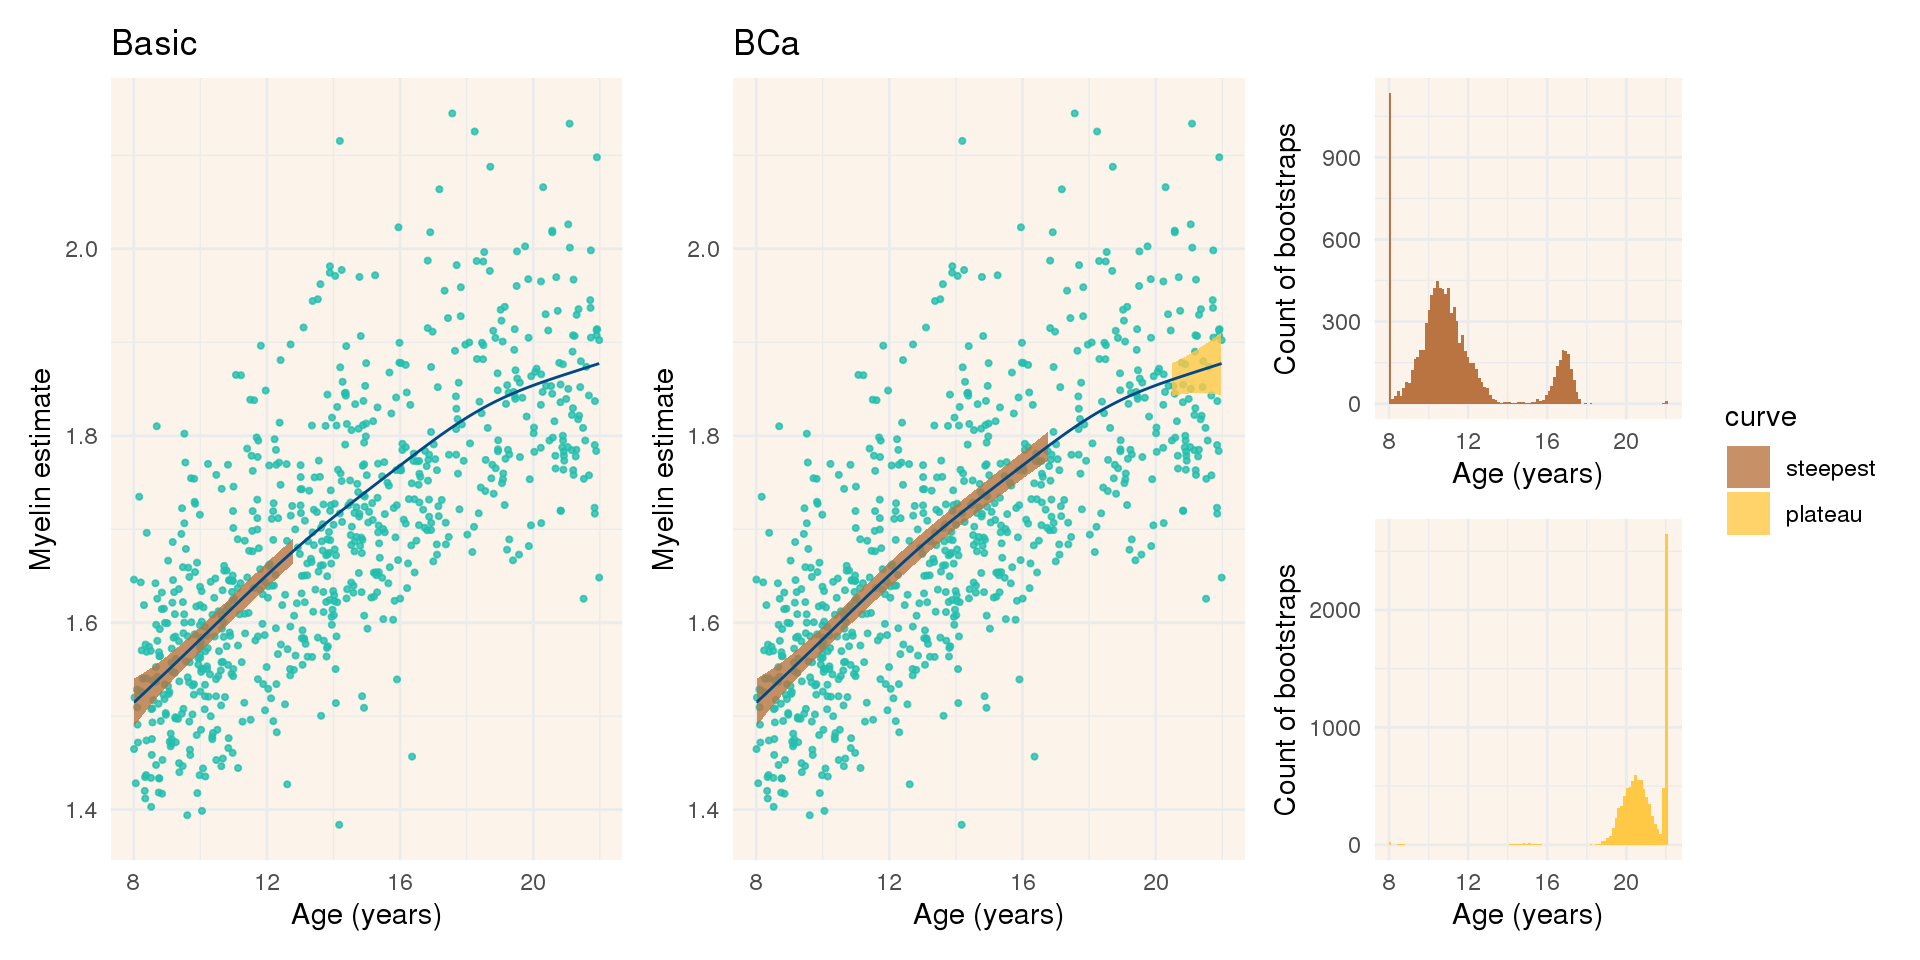 Basic
Myelin estimate
2.0
1.8
1.6
1.4
8 12 16 20
Age (years)
BCa
Myelin estimate
2.0
1.8
1.6
1.4
8 12 16 20
Age (years)
Count of bootstraps
900
600
300
0
8 12 16 20
Age (years)
Count of bootstraps
2000
1000
0
8 12 16 20
Age (years)
curve
steepest
plateau